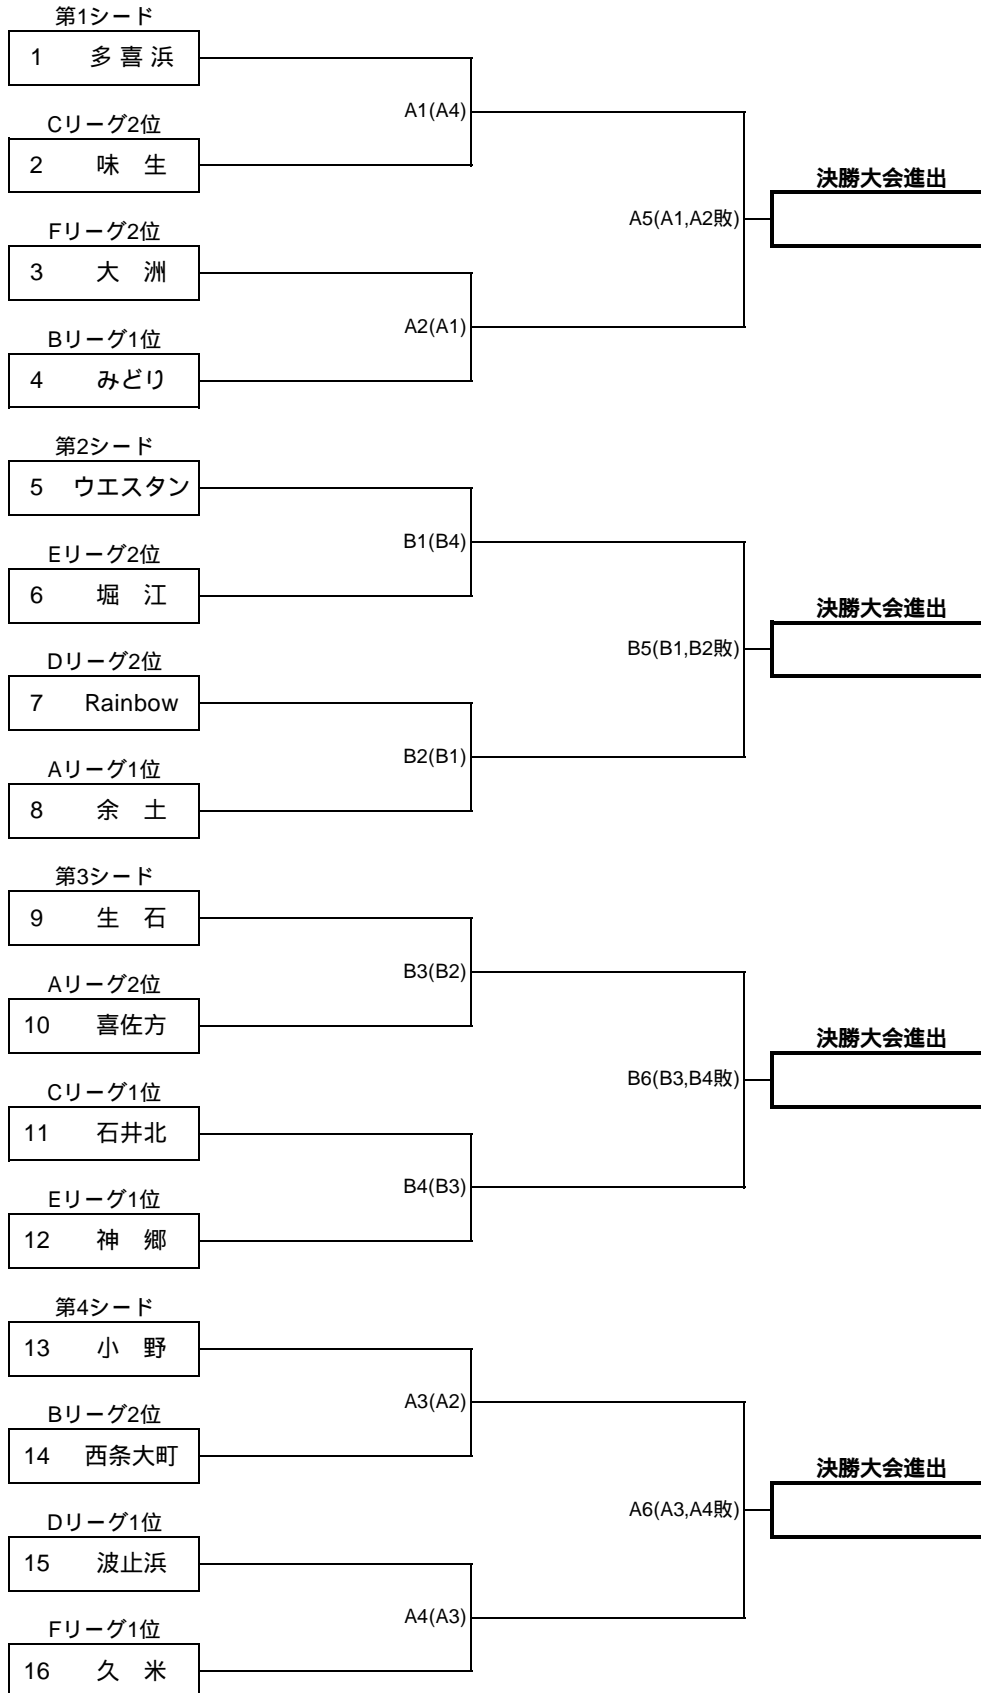 第1シード
1 多 喜 浜
A1(A4)
Cリーグ2位
2 味 生
決勝大会進出
A5(A1,A2敗)
Fリーグ2位
3 大 洲
A2(A1)
Bリーグ1位
4 みどり
第2シード
5 ウエスタン
B1(B4)
Eリーグ2位
6 堀 江
決勝大会進出
B5(B1,B2敗)
Dリーグ2位
7 Rainbow
B2(B1)
Aリーグ1位
8 余 土
第3シード
9 生 石
B3(B2)
Aリーグ2位
10 喜佐方
決勝大会進出
B6(B3,B4敗)
Cリーグ1位
11 石井北
B4(B3)
Eリーグ1位
12 神 郷
第4シード
13 小 野
A3(A2)
Bリーグ2位
14 西条大町
決勝大会進出
A6(A3,A4敗)
Dリーグ1位
15 波止浜
A4(A3)
Fリーグ1位
16 久 米